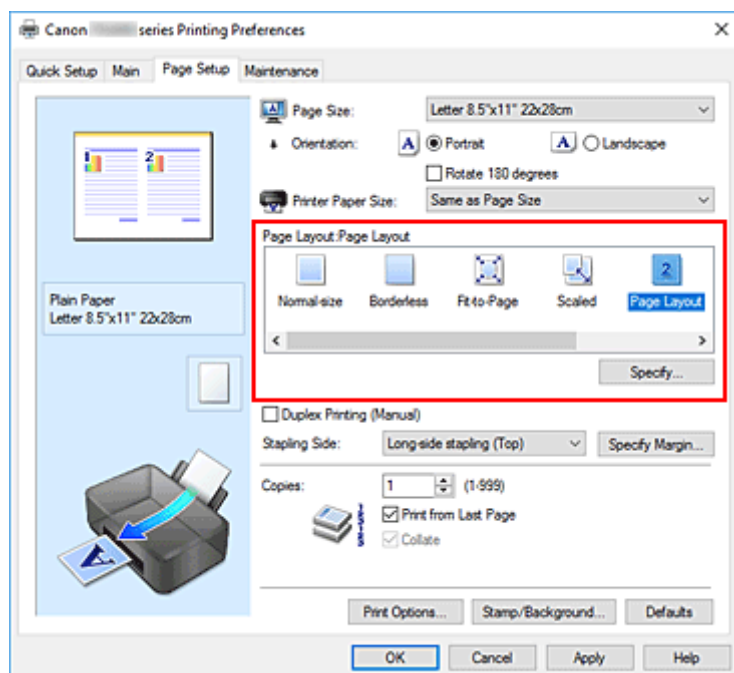 Canon series Printing Preferences
Quick Setup Main Page Setup Maintenance
1 2
Plain Paper
Letter 8.5"x11" 22x28cm
A
Page Size: Letter 8.5"x11" 22x28cm
Orientation: A Portrait A Landscape
Rotate 180 degrees
Printer Paper Size: Same as Page Size
Page Layout:Page Layout
2
Normal-size Borderless Fit-to-Page Scaled Page Layout
Specify...
Duplex Printing (Manual)
Stapling Side: Long-side stapling (Top) Specify Margin...
Copies: 1 (1-999)
Print from Last Page
Collate
Print Options... Stamp/Background... Defaults
OK Cancel Apply Help